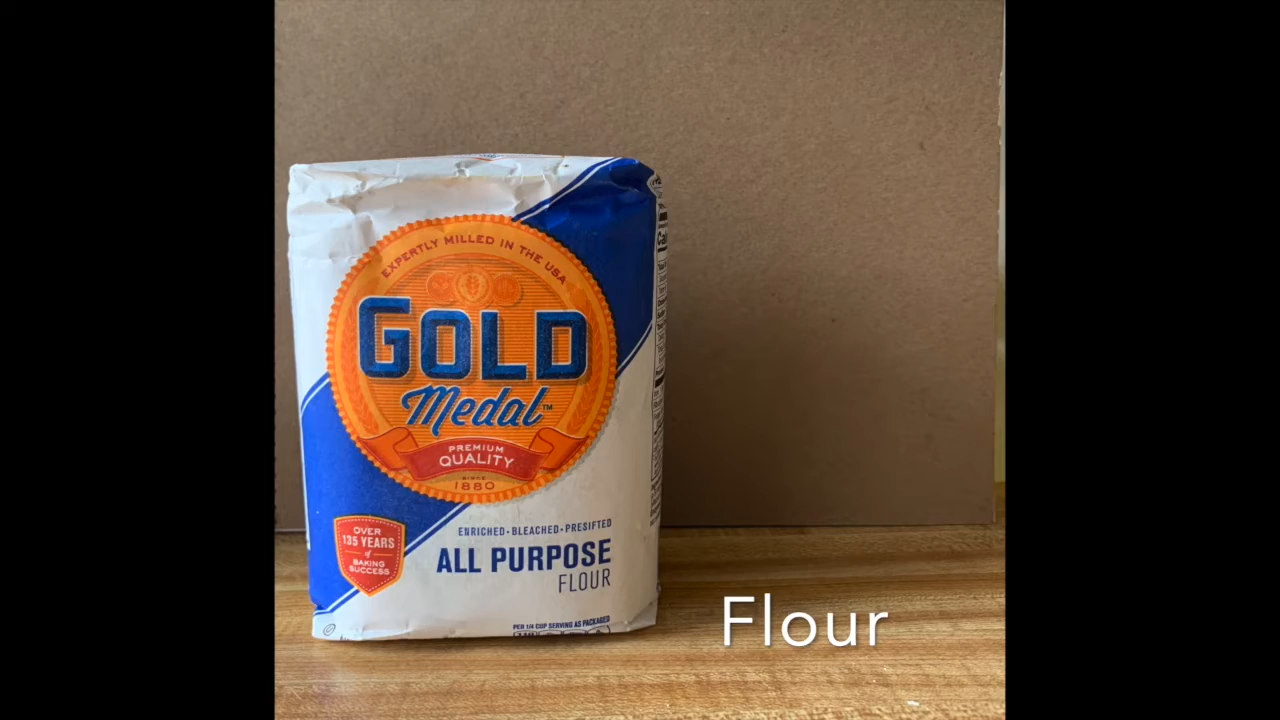 EXPERTLY MILLED IN THE USA
GOLD
Medal™
PREMIUM
QUALITY
SINCE
1880
OVER
135 YEARS
of
BAKING
SUCCESS
ENRICHED • BLEACHED • PRESIFTED
ALL PURPOSE
FLOUR
PER 1/4 CUP SERVING AS PACKAGED
Flour